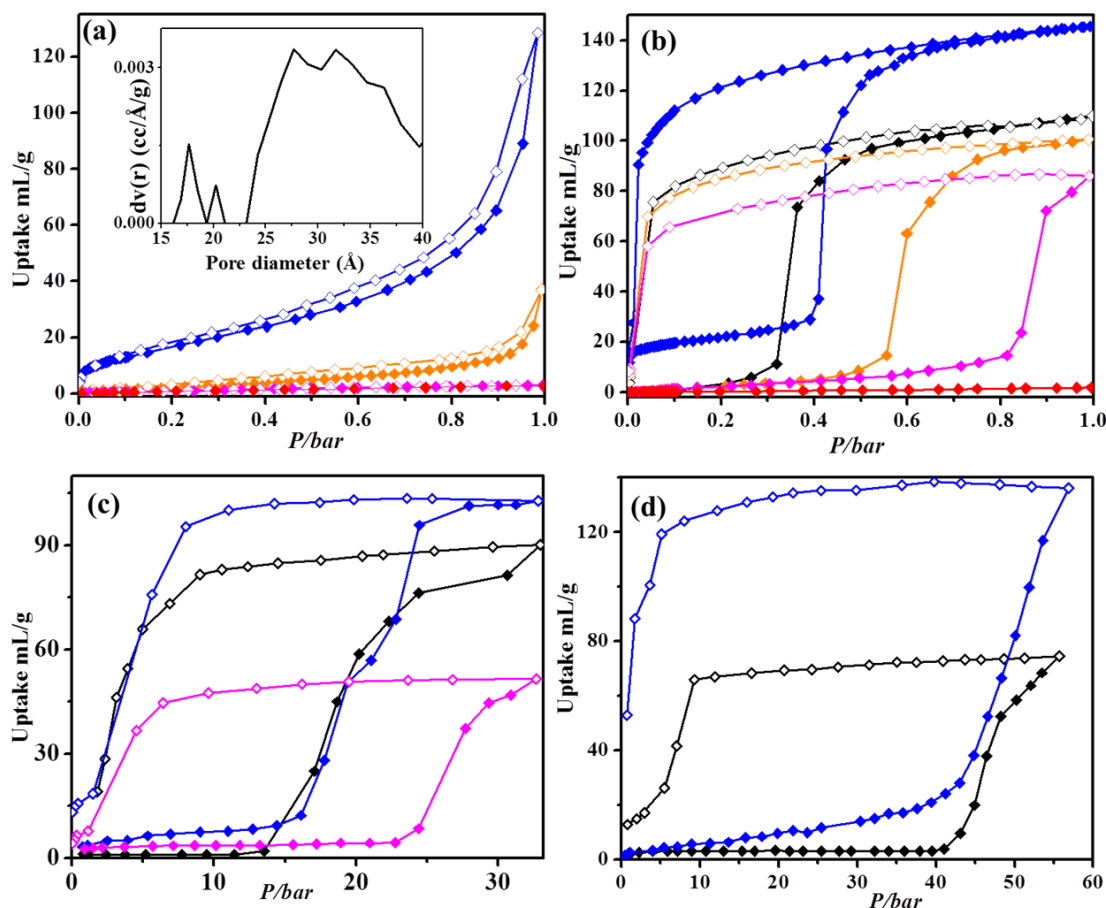 (a)
120
100
80
60
40
20
0
Uptake mL/g
0.0 0.2 0.4 0.6 0.8 1.0
P/bar
0.003
0.000
dv(r) (cc/Å/g)
15 20 25 30 35 40
Pore diameter (Å)
(b)
140
120
100
80
60
40
20
0
Uptake mL/g
0.0 0.2 0.4 0.6 0.8 1.0
P/bar
(c)
90
60
30
0
Uptake mL/g
0 10 20 30
P/bar
(d)
120
80
40
0
Uptake mL/g
0 10 20 30 40 50 60
P/bar